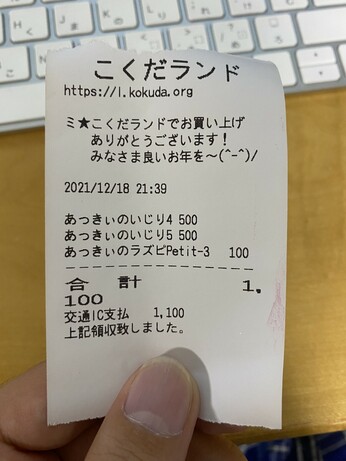 こくだランド
https://l.kokuda.org
ミ★こくだランドでお買い上げ
ありがとうございます！
みなさま良いお年を〜(^-^)/
2021/12/18 21:39
あっきぃのいじり4 500
あっきぃのいじり5 500
あっきぃのラズピPetit-3 100
--------------------
合 計 1,
100
交通IC支払 1,100
上記領収致しました。